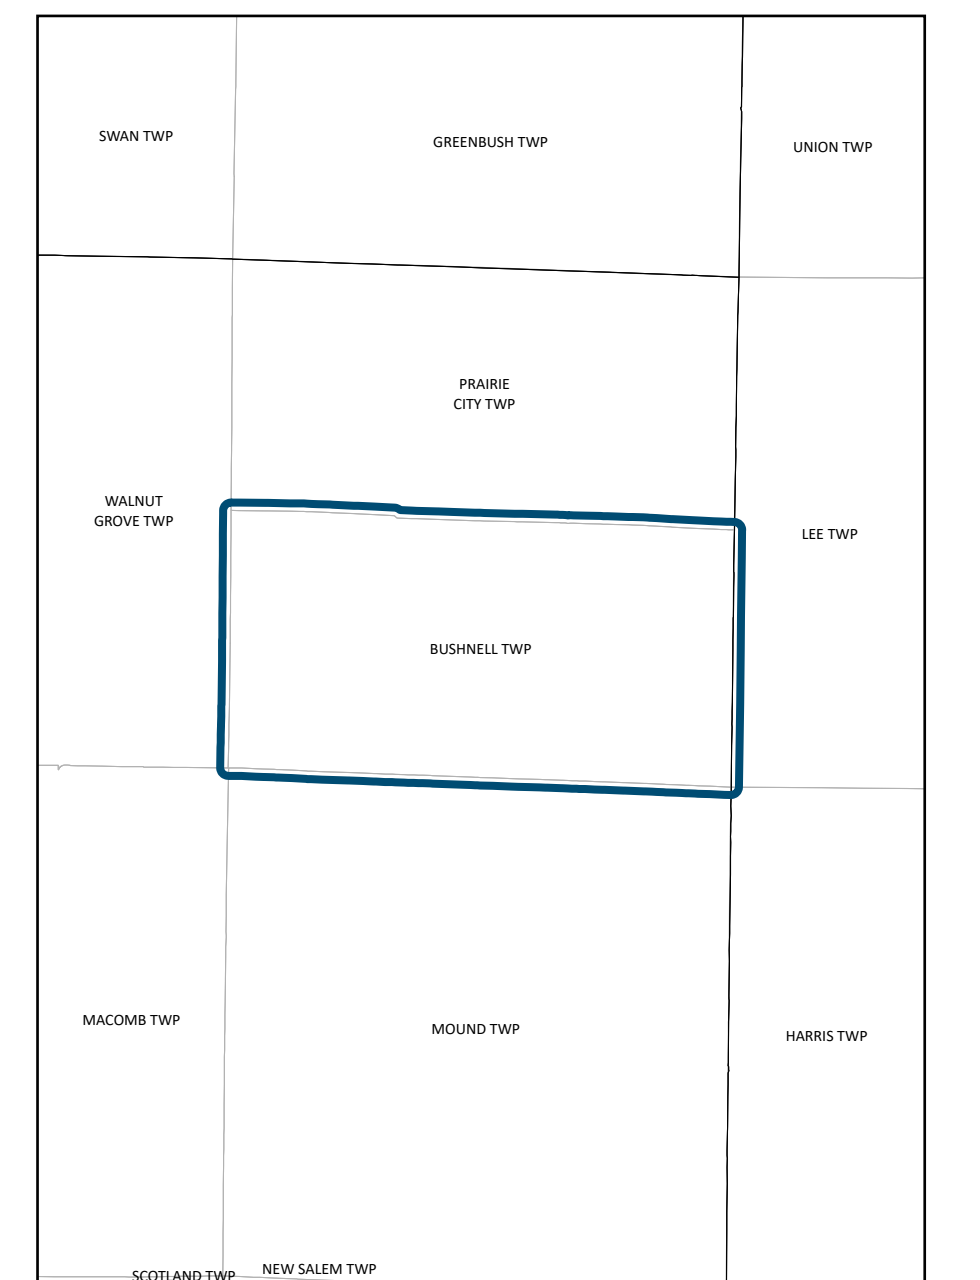 SWAN TWP
GREENBUSH TWP
UNION TWP
PRAIRIE
CITY TWP
WALNUT
GROVE TWP
LEE TWP
BUSHNELL TWP
MACOMB TWP
MOUND TWP
HARRIS TWP
SCOTLAND TWP
NEW SALEM TWP